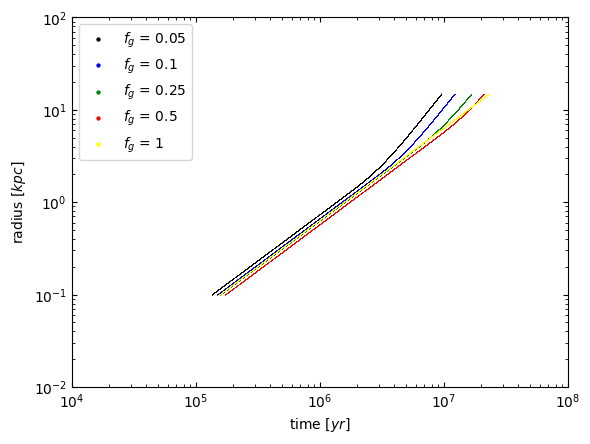 10^2
10^1
10^0
10^-1
10^-2
radius [kpc]
f_g = 0.05
f_g = 0.1
f_g = 0.25
f_g = 0.5
f_g = 1
10^4 10^5 10^6 10^7 10^8
time [yr]